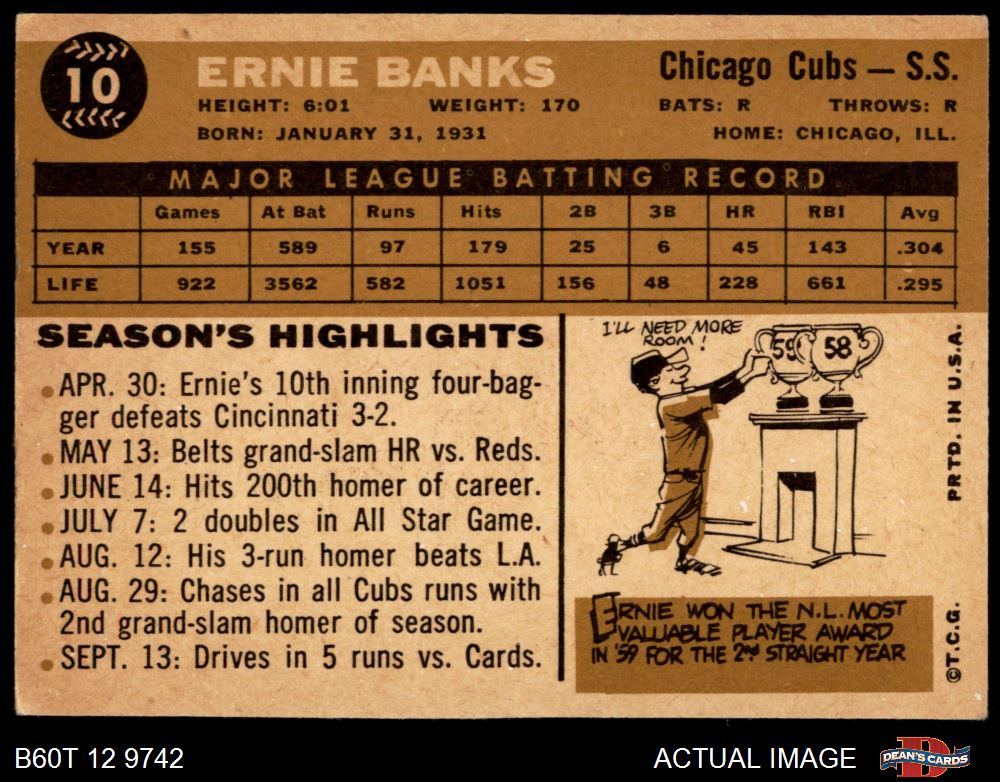 10
ERNIE BANKS
Chicago Cubs — S.S.
HEIGHT: 6:01 WEIGHT: 170 BATS: R THROWS: R
BORN: JANUARY 31, 1931 HOME: CHICAGO, ILL.
MAJOR LEAGUE BATTING RECORD
Games At Bat Runs Hits 2B 3B HR RBI Avg
YEAR 155 589 97 179 25 6 45 143 .304
LIFE 922 3562 582 1051 156 48 228 661 .295
SEASON'S HIGHLIGHTS
APR. 30: Ernie's 10th inning four-bag-
ger defeats Cincinnati 3-2.
MAY 13: Belts grand-slam HR vs. Reds.
JUNE 14: Hits 200th homer of career.
JULY 7: 2 doubles in All Star Game.
AUG. 12: His 3-run homer beats L.A.
AUG. 29: Chases in all Cubs runs with
2nd grand-slam homer of season.
SEPT. 13: Drives in 5 runs vs. Cards.
I'LL NEED MORE
ROOM!
59 58
ERNIE WON THE N.L. MOST
VALUABLE PLAYER AWARD
IN '59 FOR THE 2nd STRAIGHT YEAR
©T.C.G. PRTD. IN U.S.A.
B60T 12 9742
ACTUAL IMAGE
DEAN'S CARDS